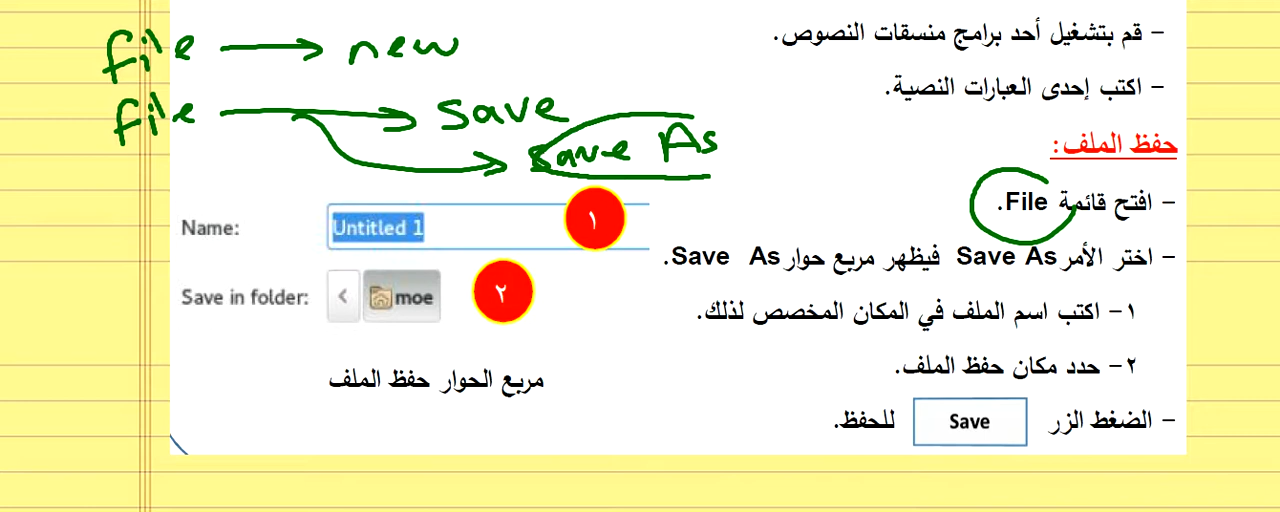 file → new
file → save
save As
- قم بتشغيل أحد برامج منسقات النصوص.
- اكتب إحدى العبارات النصية.
حفظ الملف:
- افتح قائمة File.
- اختر الأمر Save As فيظهر مربع حوار Save As.
١- اكتب اسم الملف في المكان المخصص لذلك.
٢- حدد مكان حفظ الملف.
- الضغط الزر Save للحفظ.
Name: Untitled 1 ١
Save in folder: < moe ٢
مربع الحوار حفظ الملف